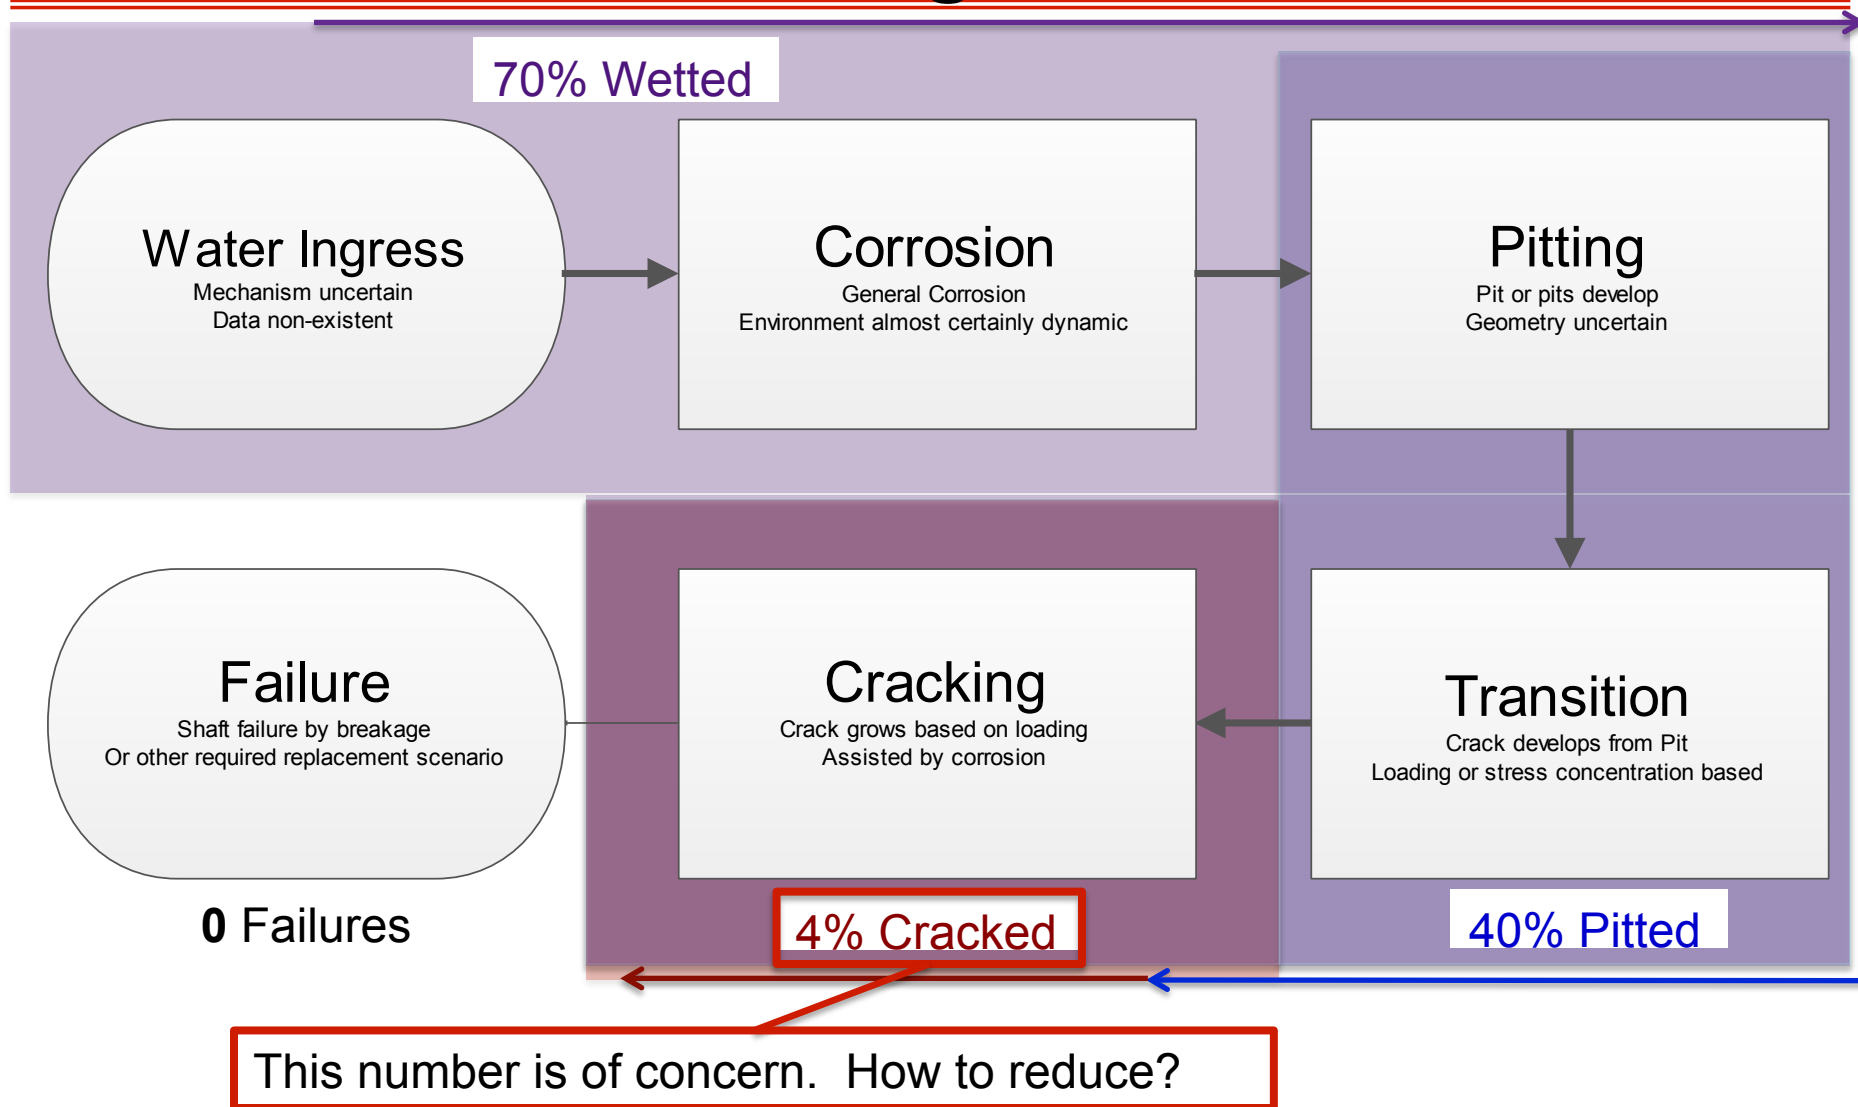 70% Wetted
Water Ingress
Mechanism uncertain
Data non-existent
Corrosion
General Corrosion
Environment almost certainly dynamic
Pitting
Pit or pits develop
Geometry uncertain
Failure
Shaft failure by breakage
Or other required replacement scenario
Cracking
Crack grows based on loading
Assisted by corrosion
Transition
Crack develops from Pit
Loading or stress concentration based
0 Failures
4% Cracked
40% Pitted
This number is of concern. How to reduce?